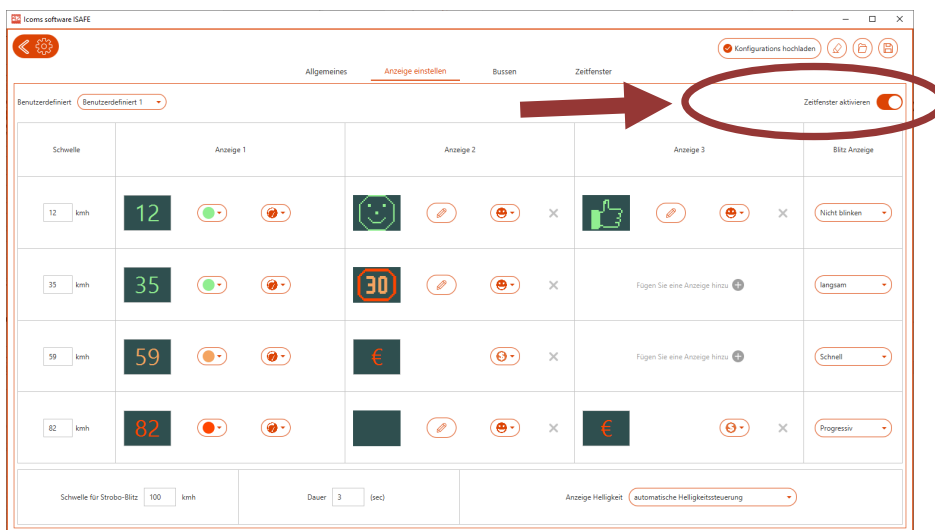 Icoms software ISAFE
Konfigurations hochladen
Allgemeines Anzeige einstellen Bussen Zeitfenster
Benutzerdefiniert Benutzerdefiniert 1 Zeitfenster aktivieren
Schwelle Anzeige 1 Anzeige 2 Anzeige 3 Blitz Anzeige
12 kmh 12 Nicht blinken
35 kmh 35 30 Fügen Sie eine Anzeige hinzu langsam
59 kmh 59 € Fügen Sie eine Anzeige hinzu Schnell
82 kmh 82 € Progressiv
Schwelle für Strobo-Blitz 100 kmh Dauer 3 (sec) Anzeige Helligkeit automatische Helligkeitssteuerung